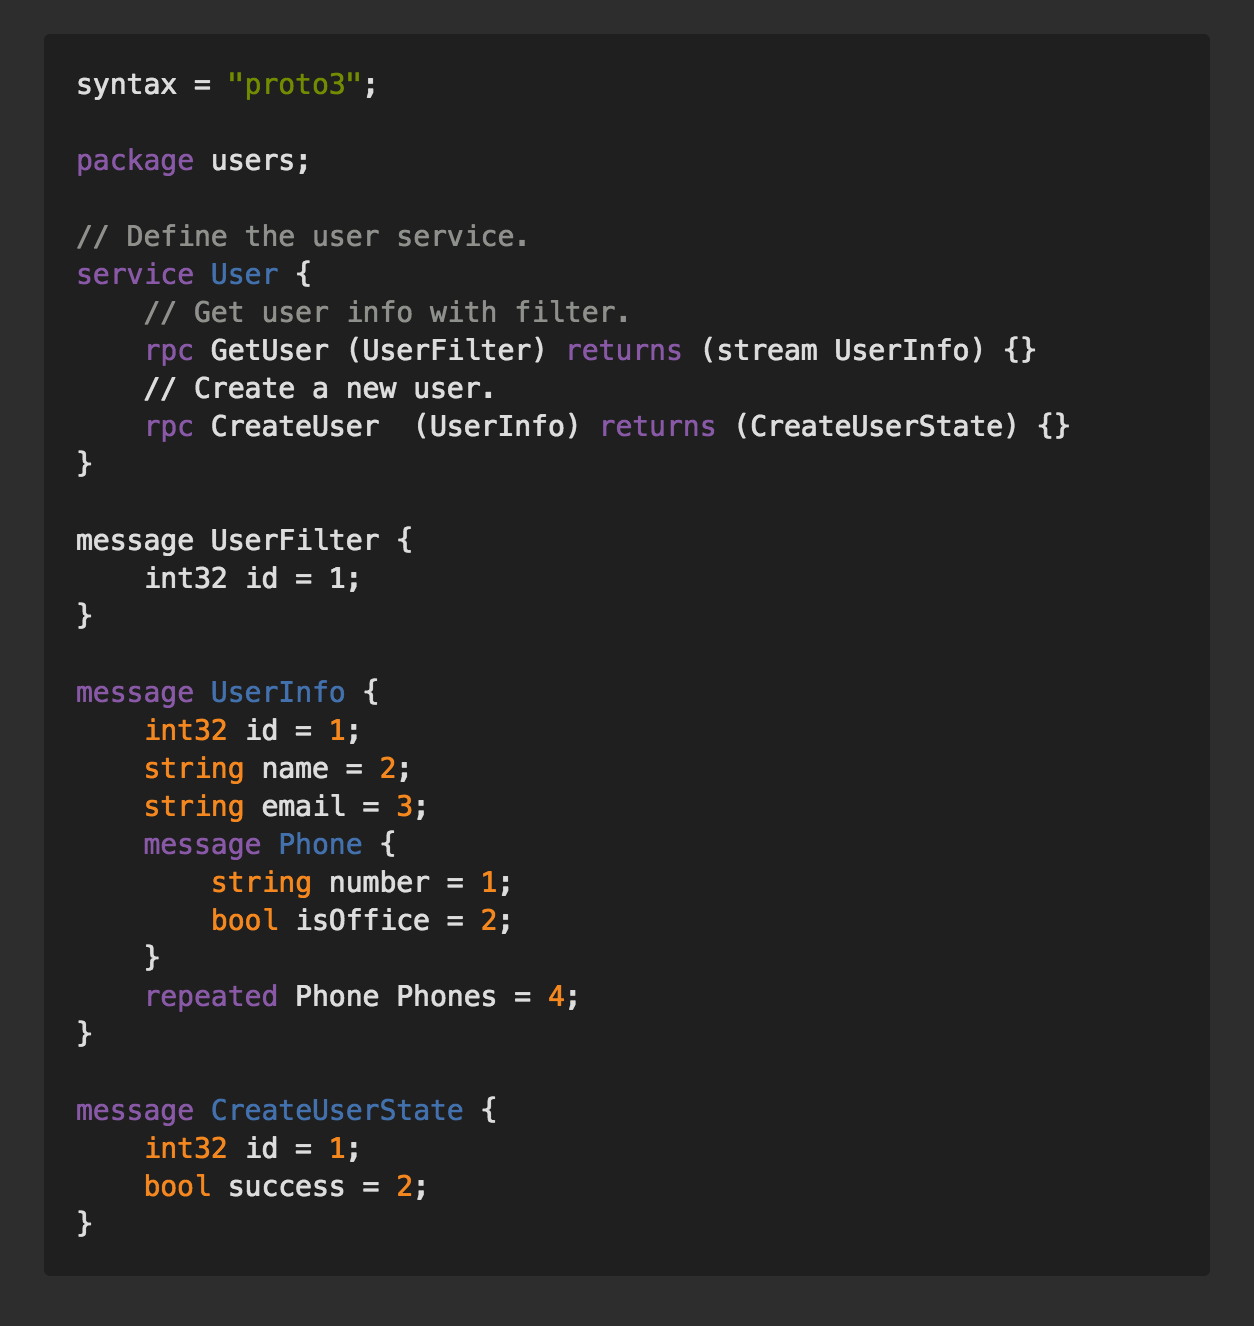 syntax = "proto3";

package users;

// Define the user service.
service User {
    // Get user info with filter.
    rpc GetUser (UserFilter) returns (stream UserInfo) {}
    // Create a new user.
    rpc CreateUser  (UserInfo) returns (CreateUserState) {}
}

message UserFilter {
    int32 id = 1;
}

message UserInfo {
    int32 id = 1;
    string name = 2;
    string email = 3;
    message Phone {
        string number = 1;
        bool isOffice = 2;
    }
    repeated Phone Phones = 4;
}

message CreateUserState {
    int32 id = 1;
    bool success = 2;
}